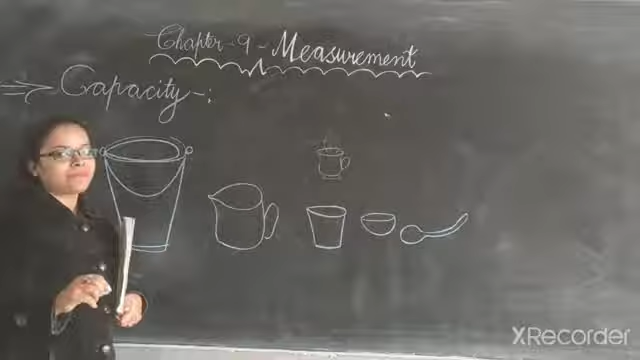 Chapter - 9 - Measurement
⇒ Capacity - :
XRecorder